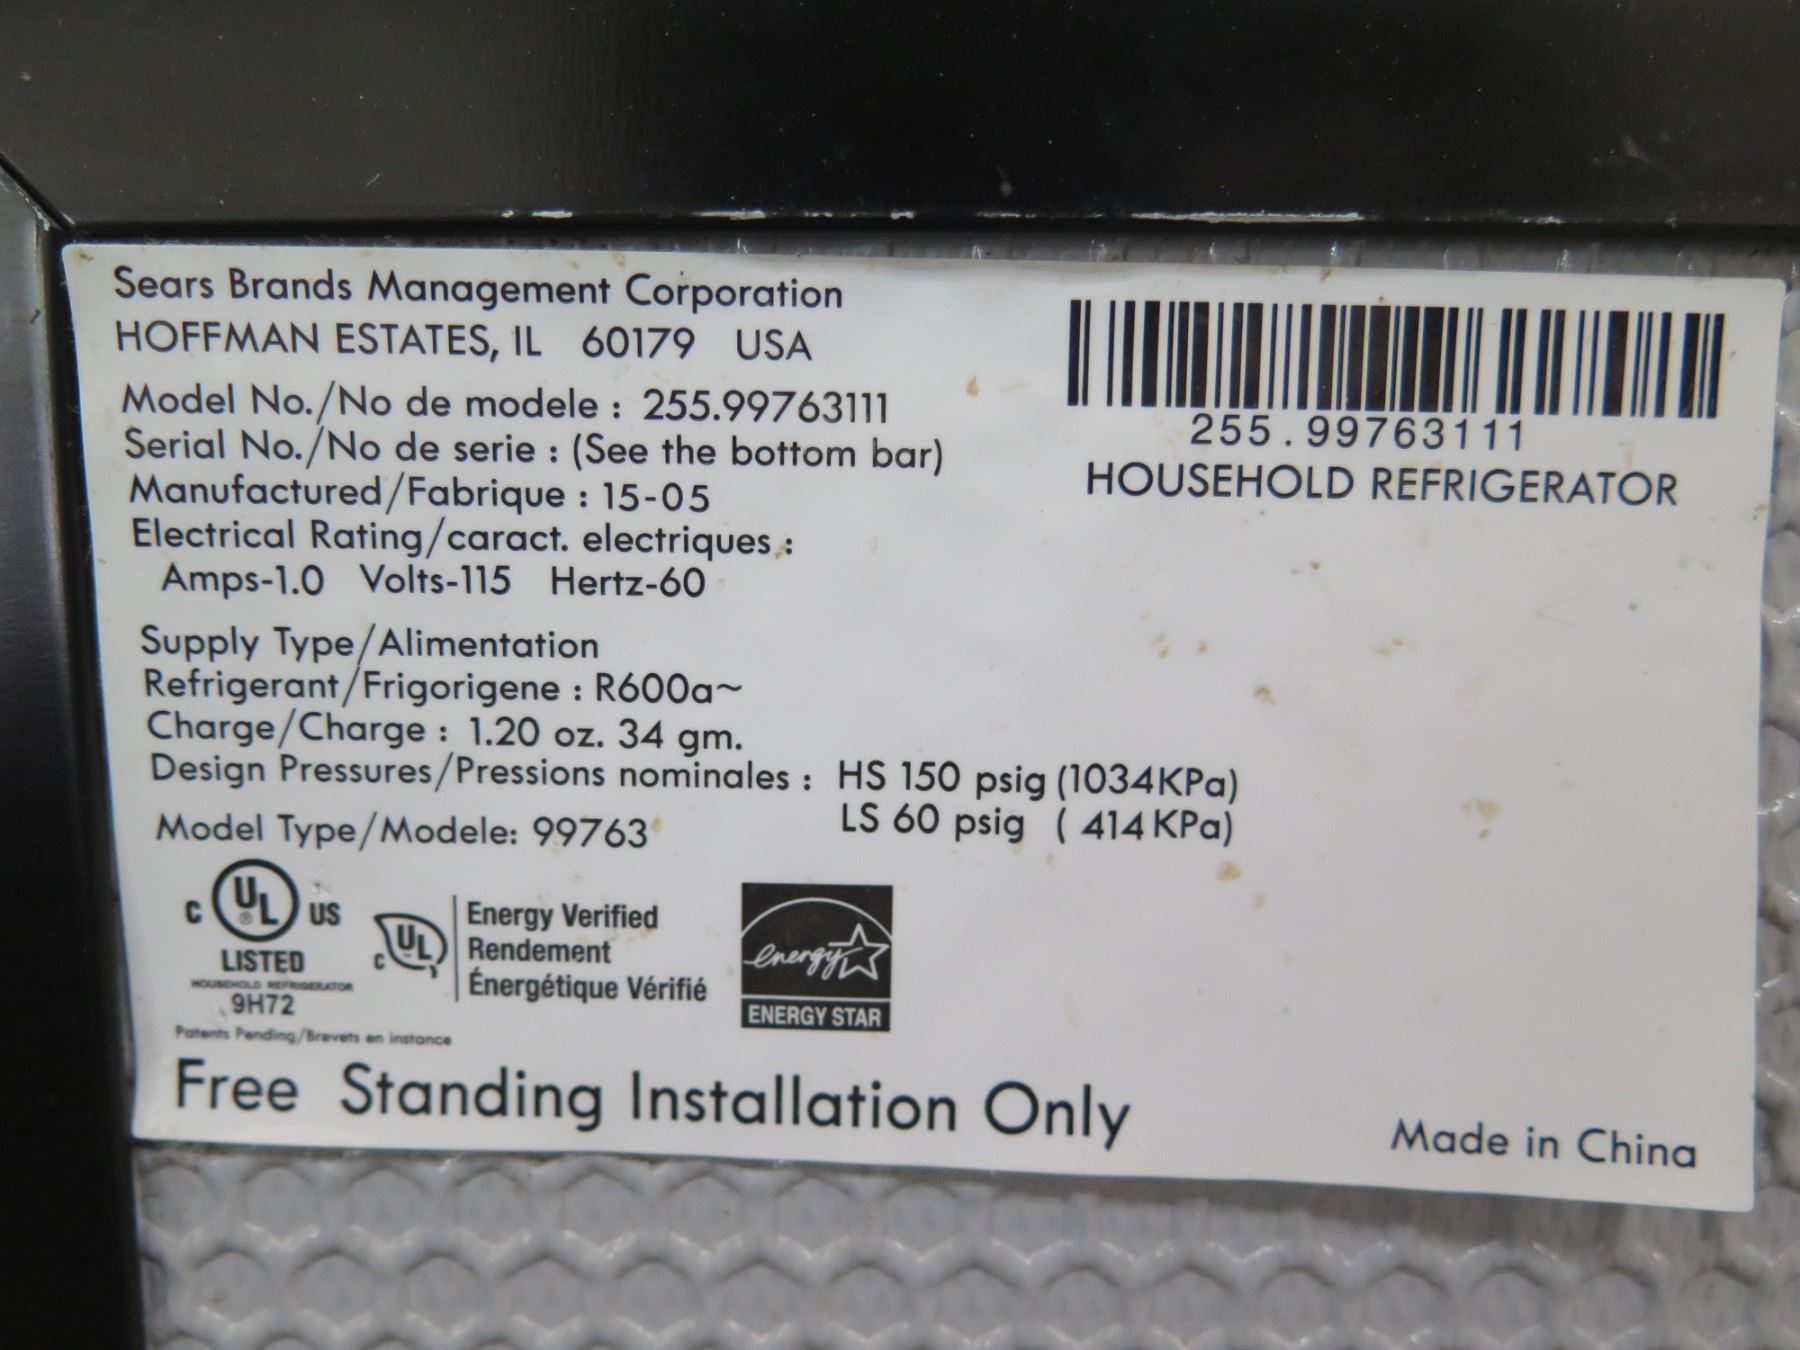 Sears Brands Management Corporation
HOFFMAN ESTATES, IL 60179 USA
Model No./No de modele : 255.99763111
Serial No./No de serie : (See the bottom bar)
Manufactured/Fabrique : 15-05
Electrical Rating/caract. electriques :
Amps-1.0 Volts-115 Hertz-60
Supply Type/Alimentation
Refrigerant/Frigorigene : R600a~
Charge/Charge : 1.20 oz. 34 gm.
Design Pressures/Pressions nominales : HS 150 psig (1034KPa)
LS 60 psig ( 414 KPa)
Model Type/Modele: 99763
255.99763111
HOUSEHOLD REFRIGERATOR
C UL ® US
LISTED
HOUSEHOLD REFRIGERATOR
9H72
C UL
Energy Verified
Rendement
Énergétique Vérifié
energy
ENERGY STAR
Patents Pending/Brevets en instance
Free Standing Installation Only
Made in China